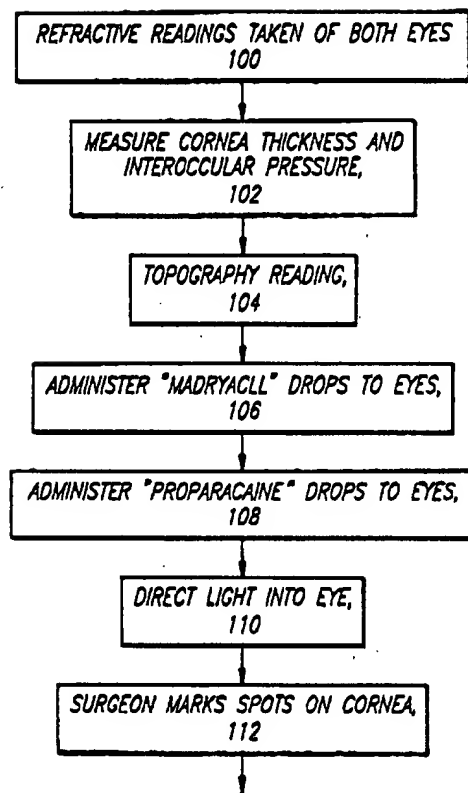 REFRACTIVE READINGS TAKEN OF BOTH EYES
100
MEASURE CORNEA THICKNESS AND
INTEROCCULAR PRESSURE,
102
TOPOGRAPHY READING,
104
ADMINISTER "MADRYACLL" DROPS TO EYES,
106
ADMINISTER "PROPARACAINE" DROPS TO EYES,
108
DIRECT LIGHT INTO EYE,
110
SURGEON MARKS SPOTS ON CORNEA,
112